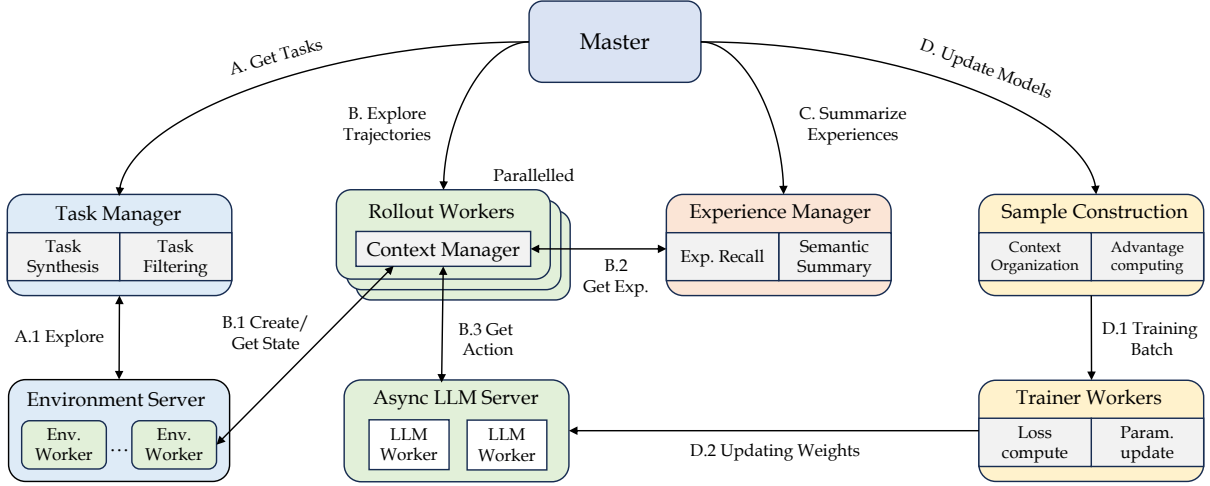 Master
A. Get Tasks
B. Explore
Trajectories
C. Summarize
Experiences
D. Update Models
Parallelled
Task Manager
Task
Synthesis
Task
Filtering
Rollout Workers
Context Manager
Experience Manager
Exp. Recall
Semantic
Summary
Sample Construction
Context
Organization
Advantage
computing
A.1 Explore
B.1 Create/
Get State
B.2
Get Exp.
B.3 Get
Action
D.1 Training
Batch
Environment Server
Env.
Worker
...
Env.
Worker
Async LLM Server
LLM
Worker
LLM
Worker
D.2 Updating Weights
Trainer Workers
Loss
compute
Param.
update